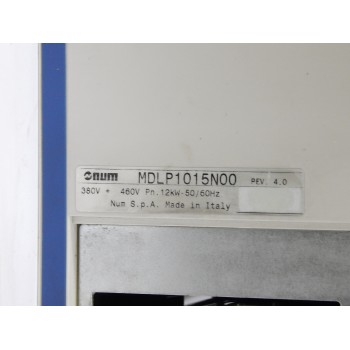 num MDLP1015N00 REV. 4.0
380V + 460V Pn.12kW-50/60Hz
Num S.p.A. Made in Italy